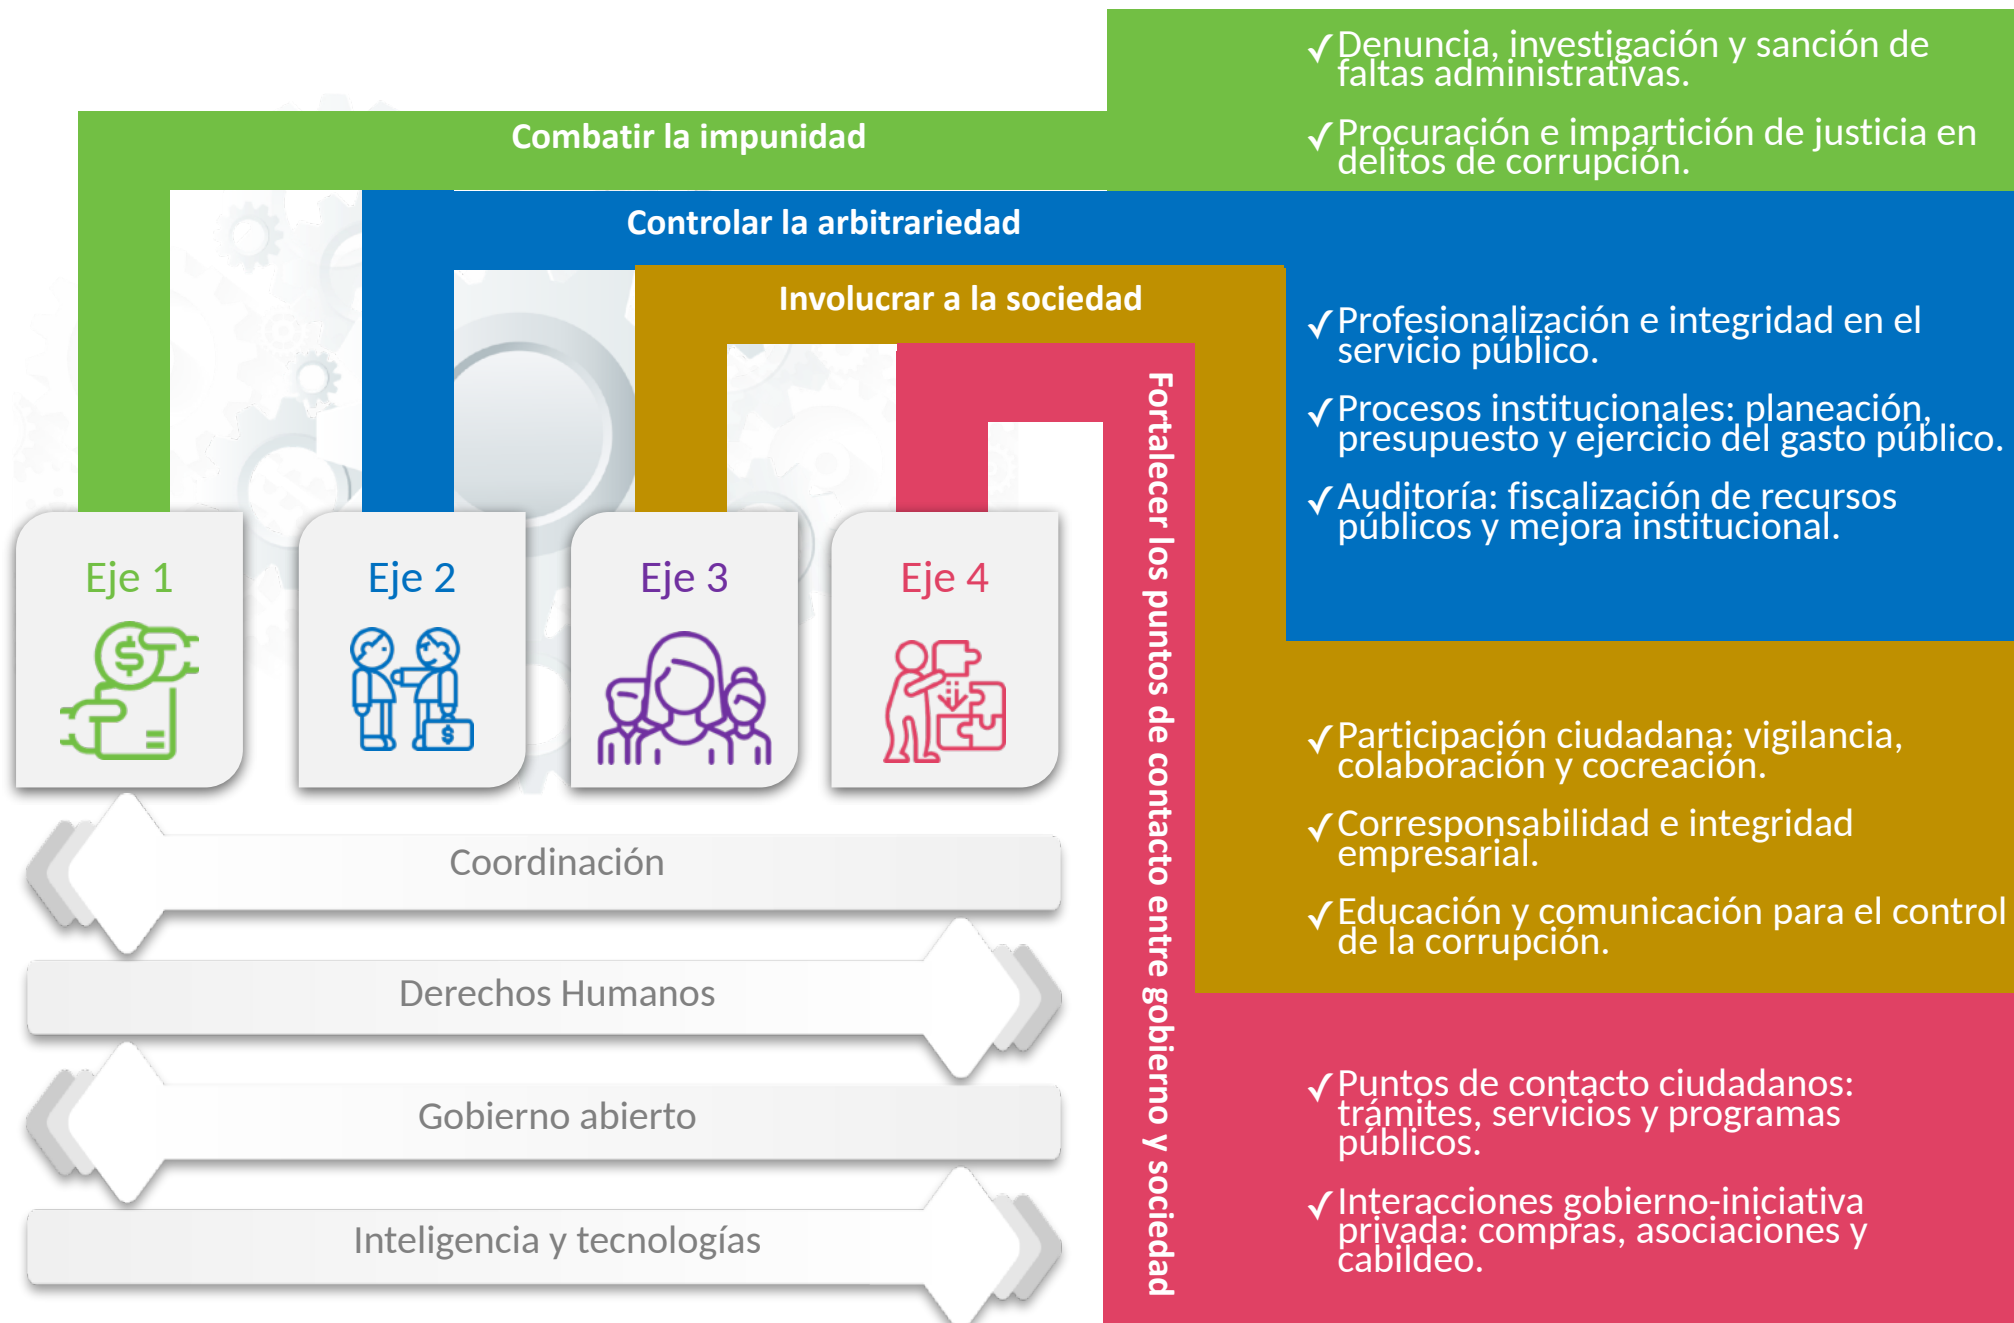 Denuncia, investigación y sanción de
faltas administrativas.
Procuración e impartición de justicia en
delitos de corrupción.
Combatir la impunidad
Controlar la arbitrariedad
Involucrar a la sociedad
Fortalecer los puntos de contacto entre gobierno y sociedad
Profesionalización e integridad en el
servicio público.
Procesos institucionales: planeación,
presupuesto y ejercicio del gasto público.
Auditoría: fiscalización de recursos
públicos y mejora institucional.
Participación ciudadana: vigilancia,
colaboración y cocreación.
Corresponsabilidad e integridad
empresarial.
Educación y comunicación para el control
de la corrupción.
Puntos de contacto ciudadanos:
trámites, servicios y programas
públicos.
Interacciones gobierno-iniciativa
privada: compras, asociaciones y
cabildeo.
Eje 1
Eje 2
Eje 3
Eje 4
$
$
Coordinación
Derechos Humanos
Gobierno abierto
Inteligencia y tecnologías